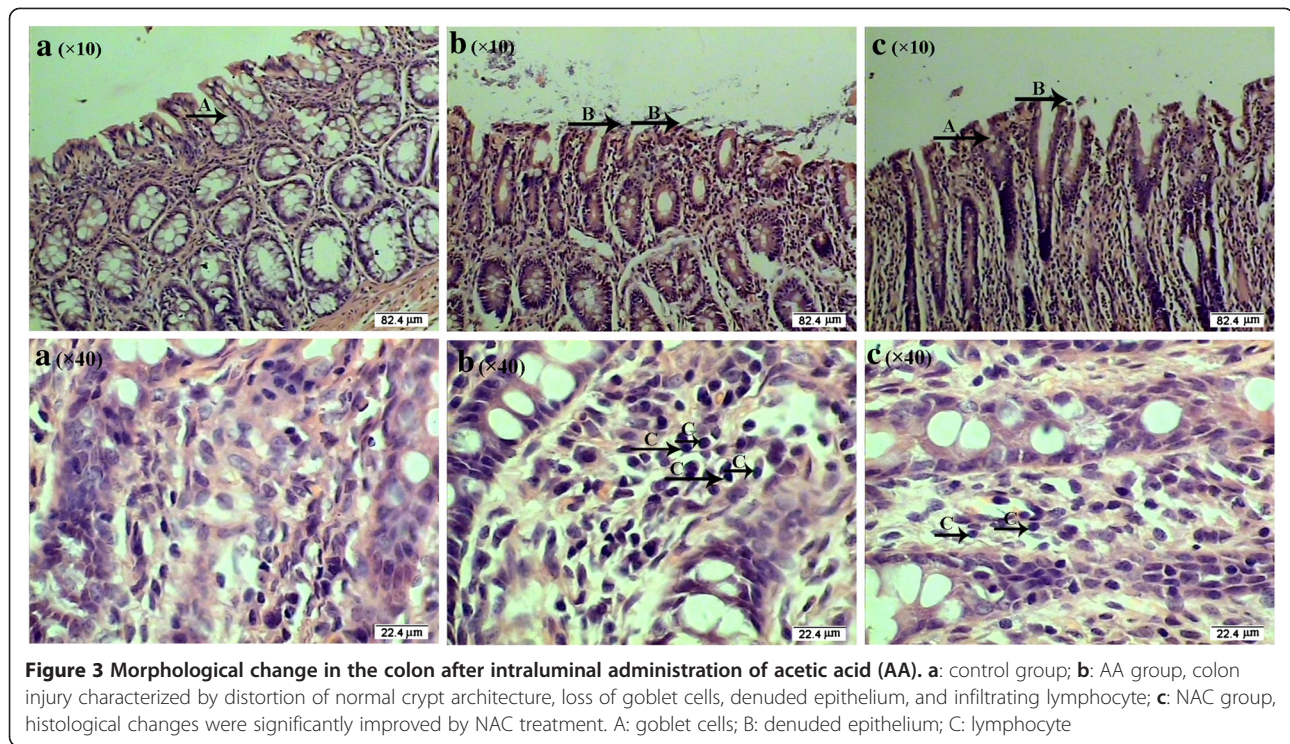 a (×10)
A
82.4 µm
b (×10)
B B
82.4 µm
c (×10)
B
A
82.4 µm
a (×40)
22.4 µm
b (×40)
C
C
C
C
22.4 µm
c (×40)
C C
22.4 µm
Figure 3 Morphological change in the colon after intraluminal administration of acetic acid (AA). a: control group; b: AA group, colon
injury characterized by distortion of normal crypt architecture, loss of goblet cells, denuded epithelium, and infiltrating lymphocyte; c: NAC group,
histological changes were significantly improved by NAC treatment. A: goblet cells; B: denuded epithelium; C: lymphocyte